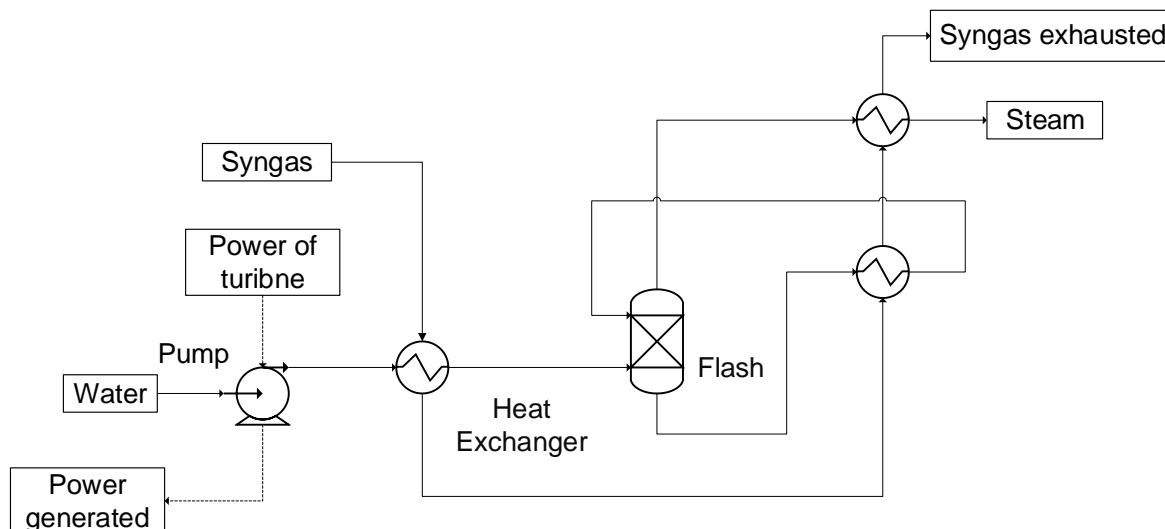 Syngas exhausted
Steam
Syngas
Power of
turibne
Pump
Water
Flash
Heat
Exchanger
Power
generated